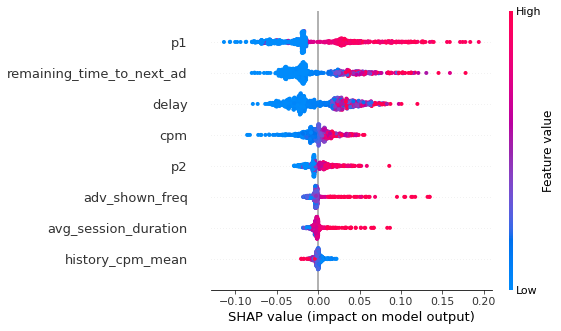 High
p1
remaining_time_to_next_ad
delay
cpm
p2
adv_shown_freq
avg_session_duration
history_cpm_mean
Feature value
Low
−0.10 −0.05 0.00 0.05 0.10 0.15 0.20
SHAP value (impact on model output)